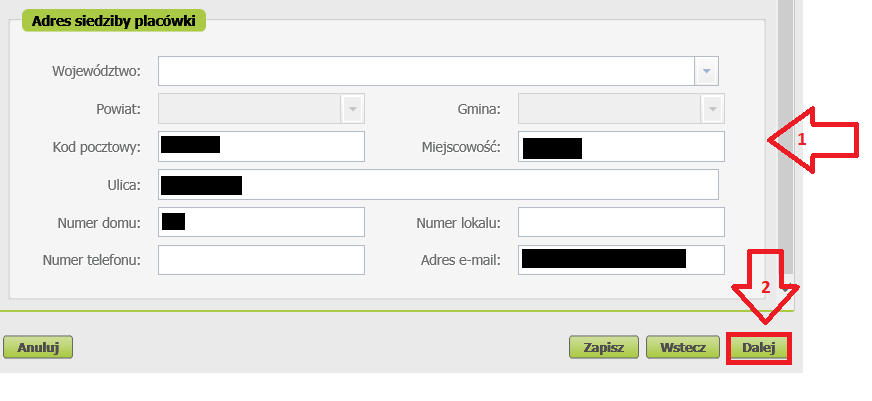 Adres siedziby placówki
Województwo:
Powiat: Gmina:
Kod pocztowy: Miejscowość: 1
Ulica:
Numer domu: Numer lokalu:
Numer telefonu: Adres e-mail:
2
Anuluj Zapisz Wstecz Dalej